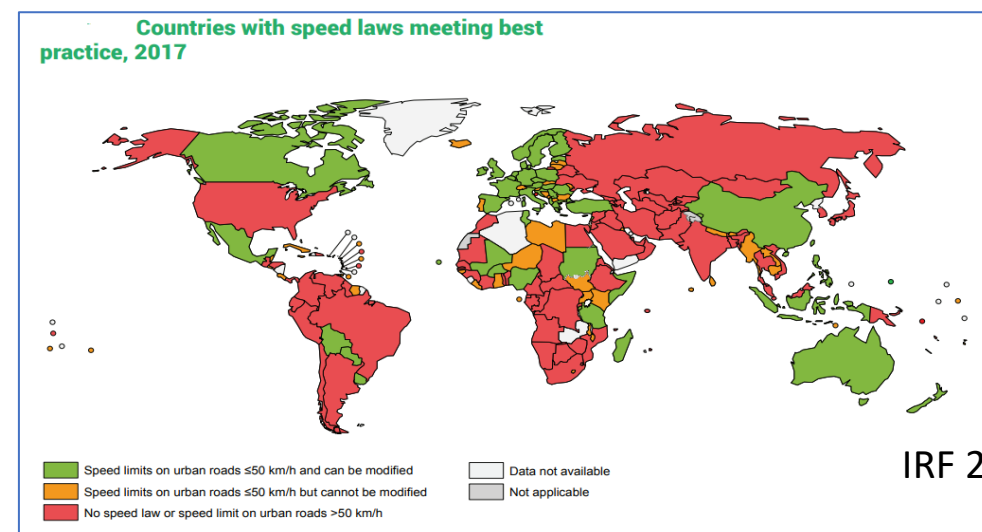 Countries with speed laws meeting best
practice, 2017
Speed limits on urban roads ≤50 km/h and can be modified
Speed limits on urban roads ≤50 km/h but cannot be modified
No speed law or speed limit on urban roads >50 km/h
Data not available
Not applicable
IRF 2